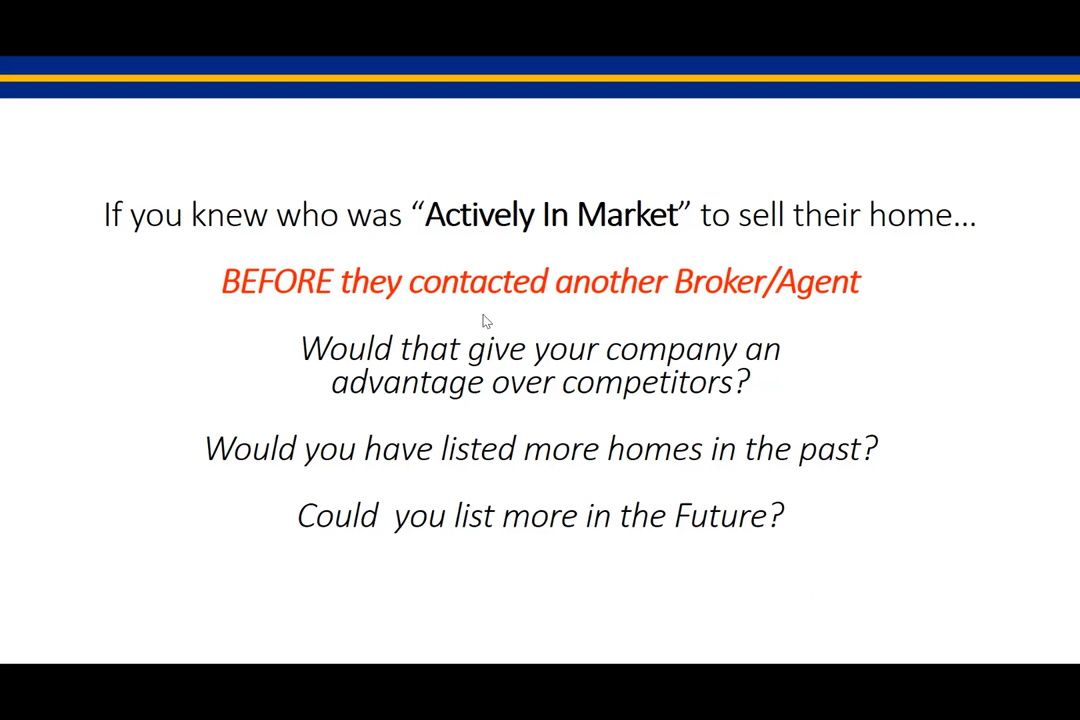 If you knew who was “Actively In Market” to sell their home...
BEFORE they contacted another Broker/Agent
Would that give your company an
advantage over competitors?
Would you have listed more homes in the past?
Could  you list more in the Future?